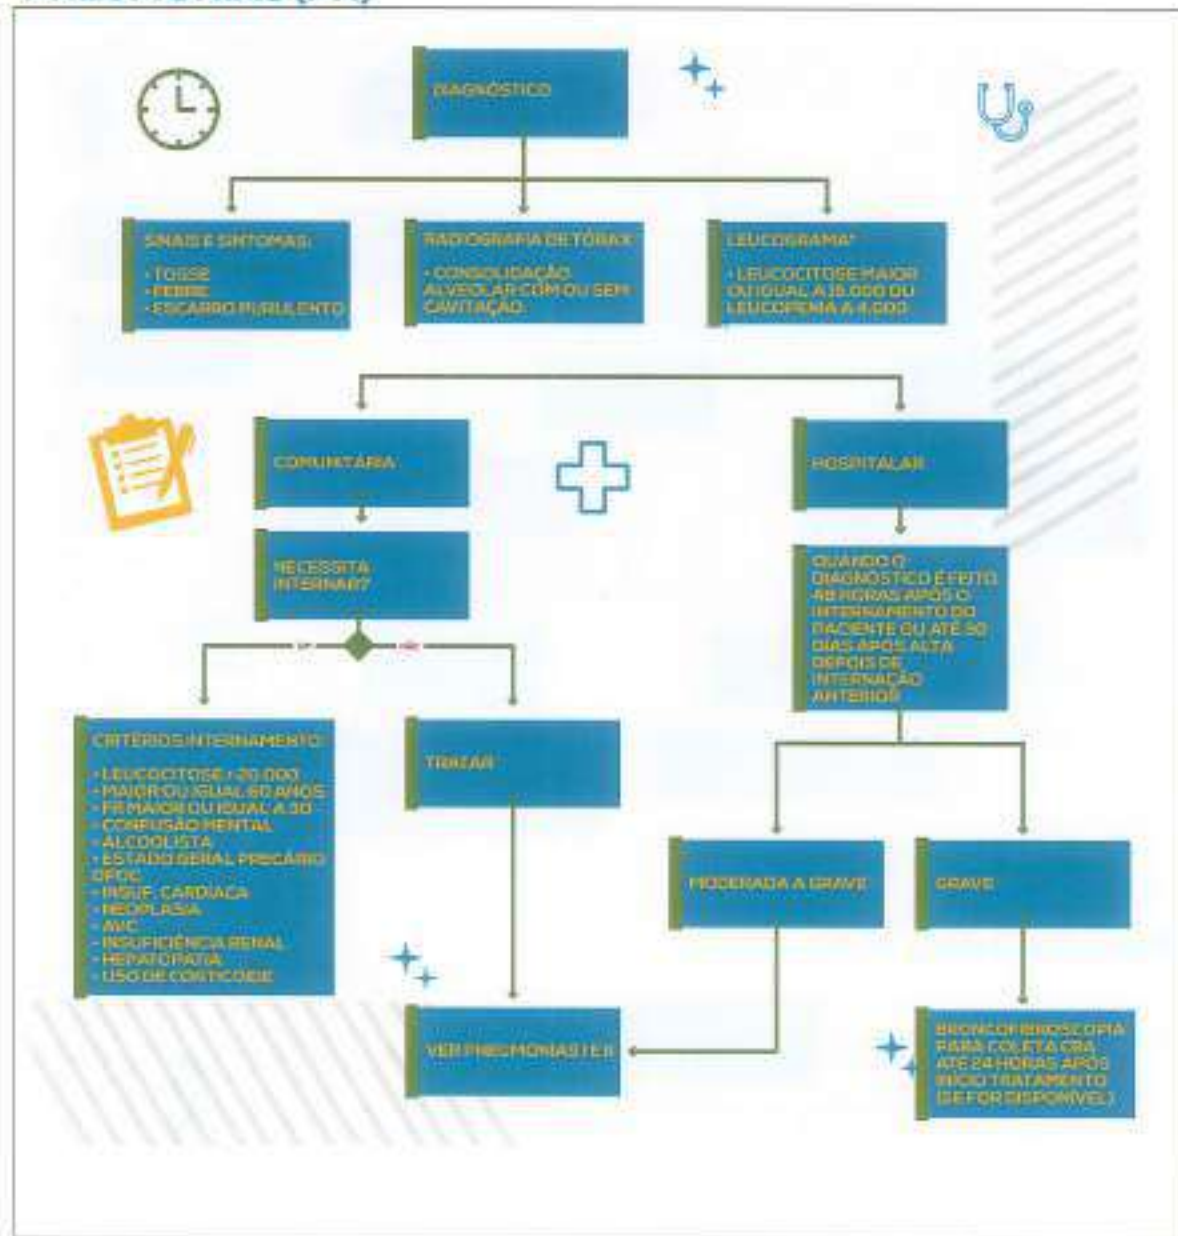 DIAGNÓSTICO
SINAIS E SINTOMAS:
• TOSSE
• FEBRE
• ESCARRO PURULENTO
RADIOGRAFIA DE TÓRAX
• CONSOLIDAÇÃO
ALVEOLAR COM OU SEM
CAVITAÇÃO.
LEUCOGRAMA*
• LEUCOCITOSE MAIOR
OU IGUAL A 15.000 OU
LEUCOPENIA A 4.000
COMUNITÁRIA
HOSPITALAR
NECESSITA
INTERNAR?
QUANDO O
DIAGNÓSTICO É FEITO
48 HORAS APÓS O
INTERNAMENTO DO
PACIENTE OU ATÉ
DIAS APÓS ALTA
DEPOIS DE
INTERNAÇÃO
ANTERIOR
não
CRITÉRIOS INTERNAMENTO:
• LEUCOCITOSE >20.000
• MAIOR OU IGUAL 60 ANOS
• FR MAIOR OU IGUAL A 30
• CONFUSÃO MENTAL
• ALCOOLISTA
• ESTADO GERAL PRECÁRIO
DPOC
• INSUF. CARDIACA
• NEOPLASIA
• AVC
• INSUFICIÊNCIA RENAL
• HEPATOPATIA
• USO DE CORTICOIDE
TRATAR
MODERADA A GRAVE
GRAVE
VER PNEUMONIAS I E II
BRONCOFIBROSCOPIA
PARA COLETA
ATÉ 24 HORAS APÓS
INÍCIO TRATAMENTO
(SE FOR DISPONÍVEL)